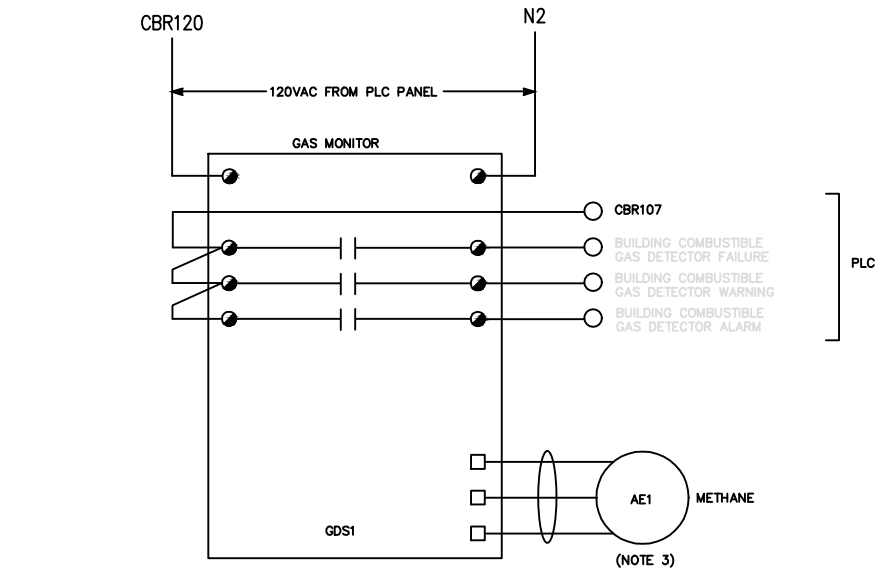 CBR120
N2
120VAC FROM PLC PANEL
GAS MONITOR
CBR107
BUILDING COMBUSTIBLE
GAS DETECTOR FAILURE
BUILDING COMBUSTIBLE
GAS DETECTOR WARNING
BUILDING COMBUSTIBLE
GAS DETECTOR ALARM
PLC
AE1
METHANE
GDS1
(NOTE 3)